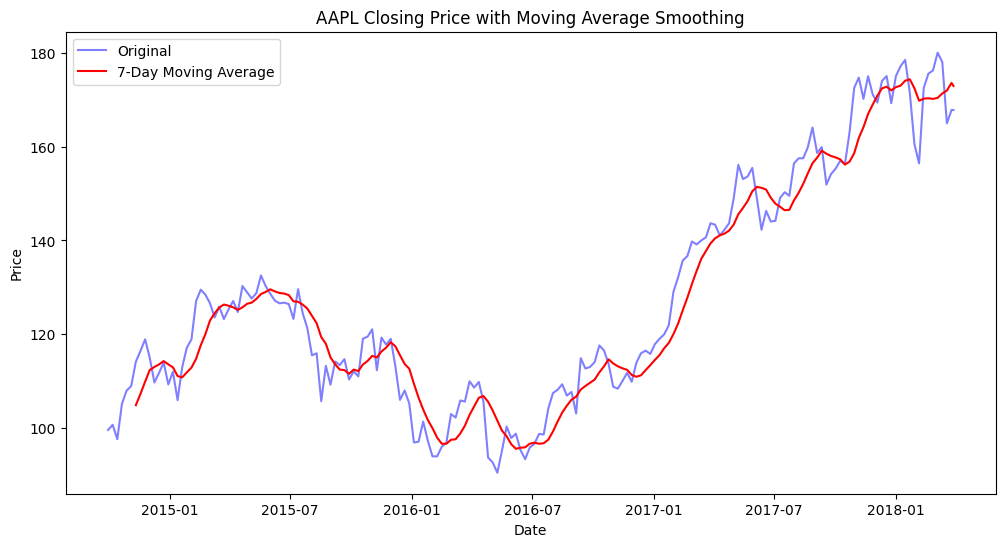 AAPL Closing Price with Moving Average Smoothing
Original
7-Day Moving Average
180
160
140
120
100
Price
2015-01
2015-07
2016-01
2016-07
2017-01
2017-07
2018-01
Date